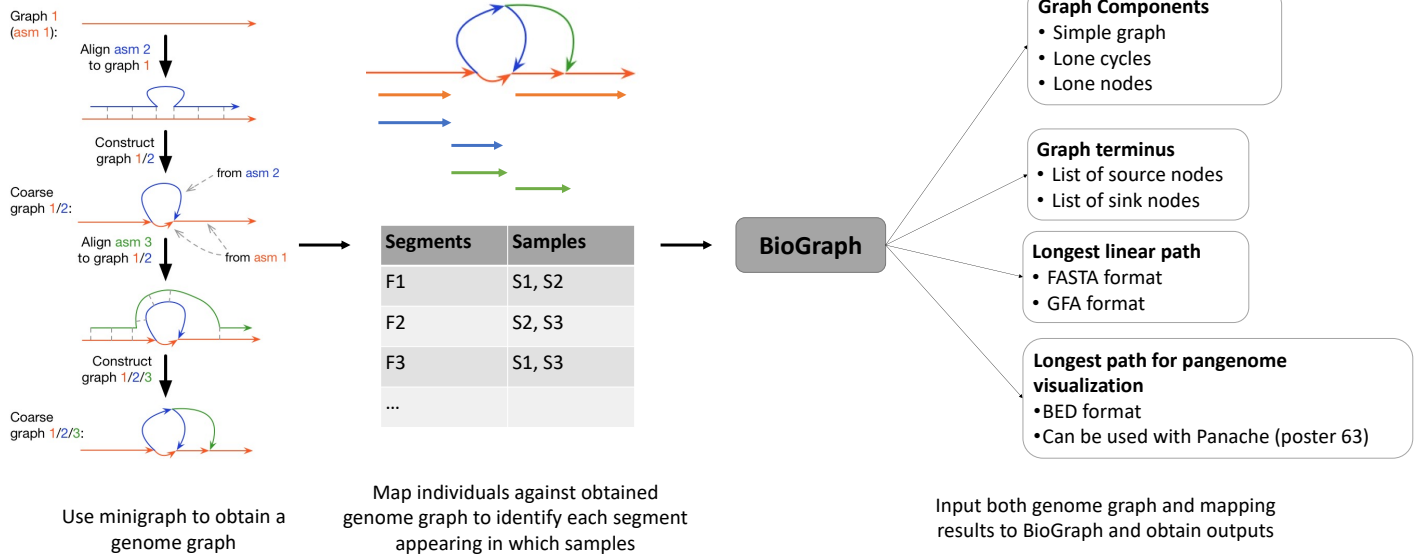 Graph 1
(asm 1):
Align asm 2
to graph 1
Construct
graph 1/2
from asm 2
Coarse
graph 1/2:
Align asm 3
to graph 1/2
from asm 1
Construct
graph 1/2/3
Coarse
graph 1/2/3:
Use minigraph to obtain a
genome graph
Segments Samples
F1 S1, S2
F2 S2, S3
F3 S1, S3
...
Map individuals against obtained
genome graph to identify each segment
appearing in which samples
BioGraph
Graph Components
• Simple graph
• Lone cycles
• Lone nodes
Graph terminus
• List of source nodes
• List of sink nodes
Longest linear path
• FASTA format
• GFA format
Longest path for pangenome
visualization
•BED format
•Can be used with Panache (poster 63)
Input both genome graph and mapping
results to BioGraph and obtain outputs